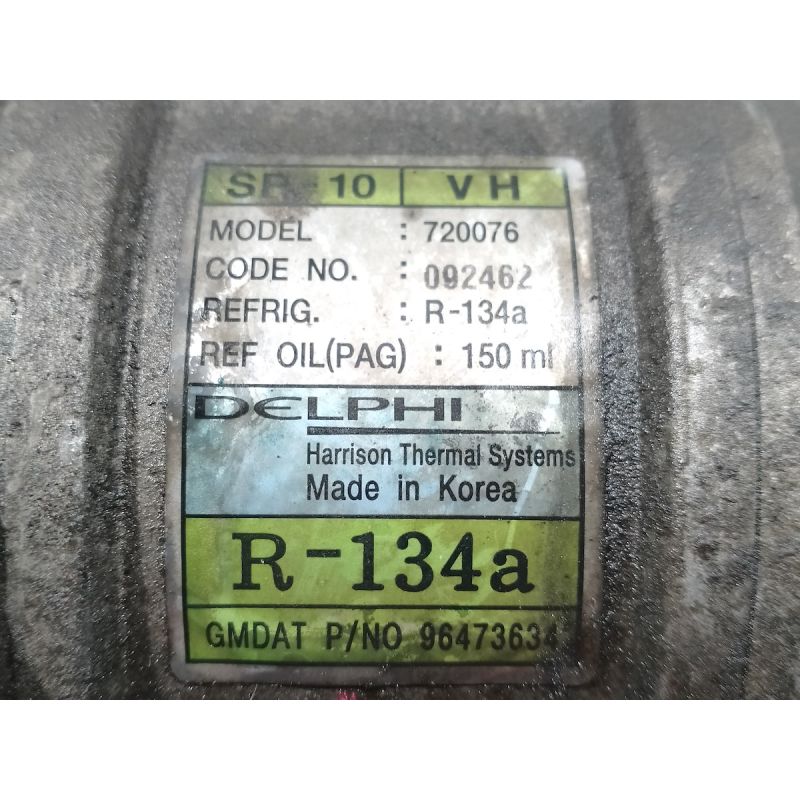 SP-10 | VH
MODEL : 720076
CODE NO. : 092462
REFRIG. : R-134a
REF OIL(PAG) : 150 ml
DELPHI
Harrison Thermal Systems
Made in Korea
R-134a
GMDAT P/NO 96473634